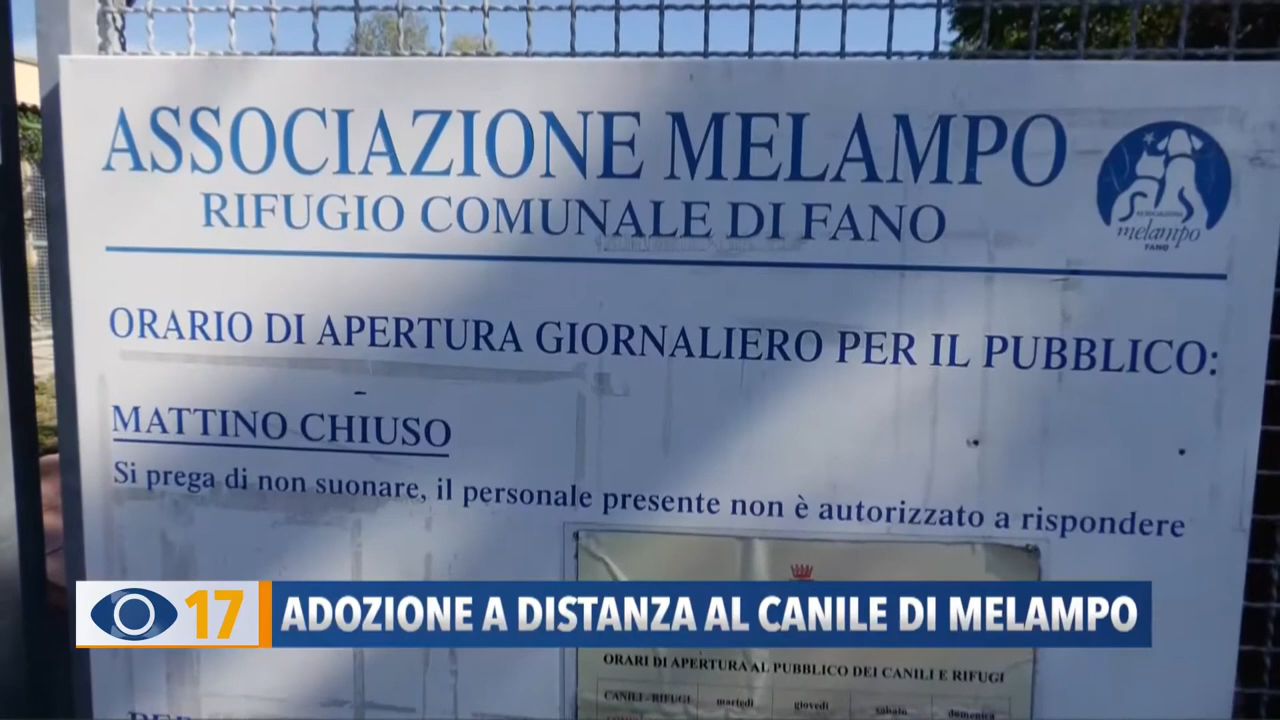 ASSOCIAZIONE MELAMPO
RIFUGIO COMUNALE DI FANO
ASSOCIAZIONE
melampo
FANO
ORARIO DI APERTURA GIORNALIERO PER IL PUBBLICO:
MATTINO CHIUSO
Si prega di non suonare, il personale presente non è autorizzato a rispondere
17
ADOZIONE A DISTANZA AL CANILE DI MELAMPO
ORARI DI APERTURA AL PUBBLICO DEI CANILI E RIFUGI
CANILI - RIFUGI martedì giovedì sabato domenica